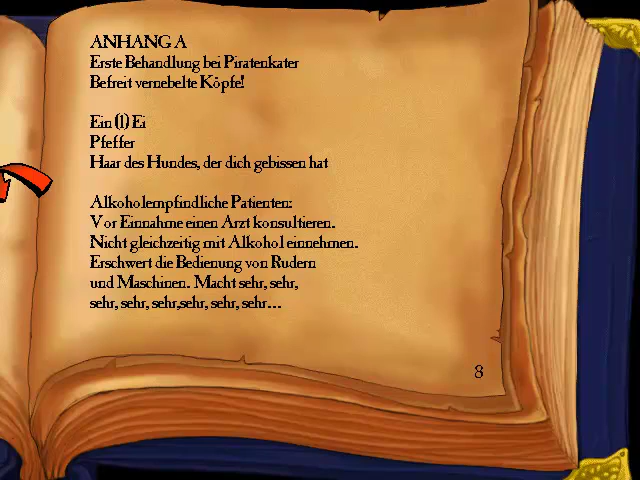 ANHANG A
Erste Behandlung bei Piratenkater
Befreit vernebelte Köpfe!
Ein (1) Ei
Pfeffer
Haar des Hundes, der dich gebissen hat
Alkoholempfindliche Patienten:
Vor Einnahme einen Arzt konsultieren.
Nicht gleichzeitig mit Alkohol einnehmen.
Erschwert die Bedienung von Rudern
und Maschinen. Macht sehr, sehr,
sehr, sehr, sehr,sehr, sehr, sehr...
8